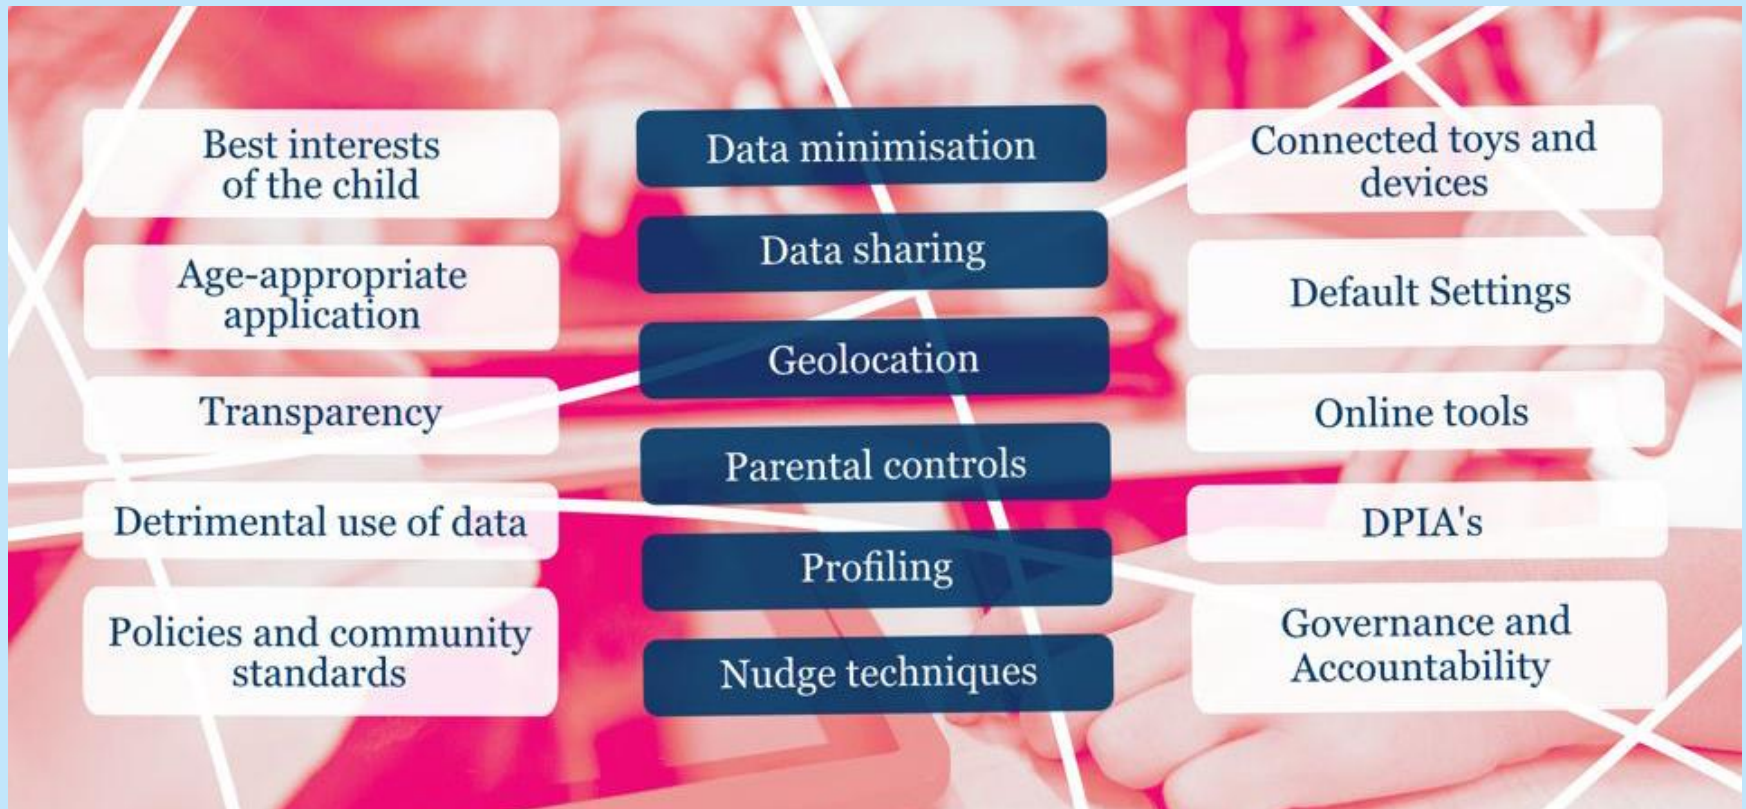 Best interests
of the child
Age-appropriate
application
Transparency
Detrimental use of data
Policies and community
standards
Data minimisation
Data sharing
Geolocation
Parental controls
Profiling
Nudge techniques
Connected toys and
devices
Default Settings
Online tools
DPIA's
Governance and
Accountability